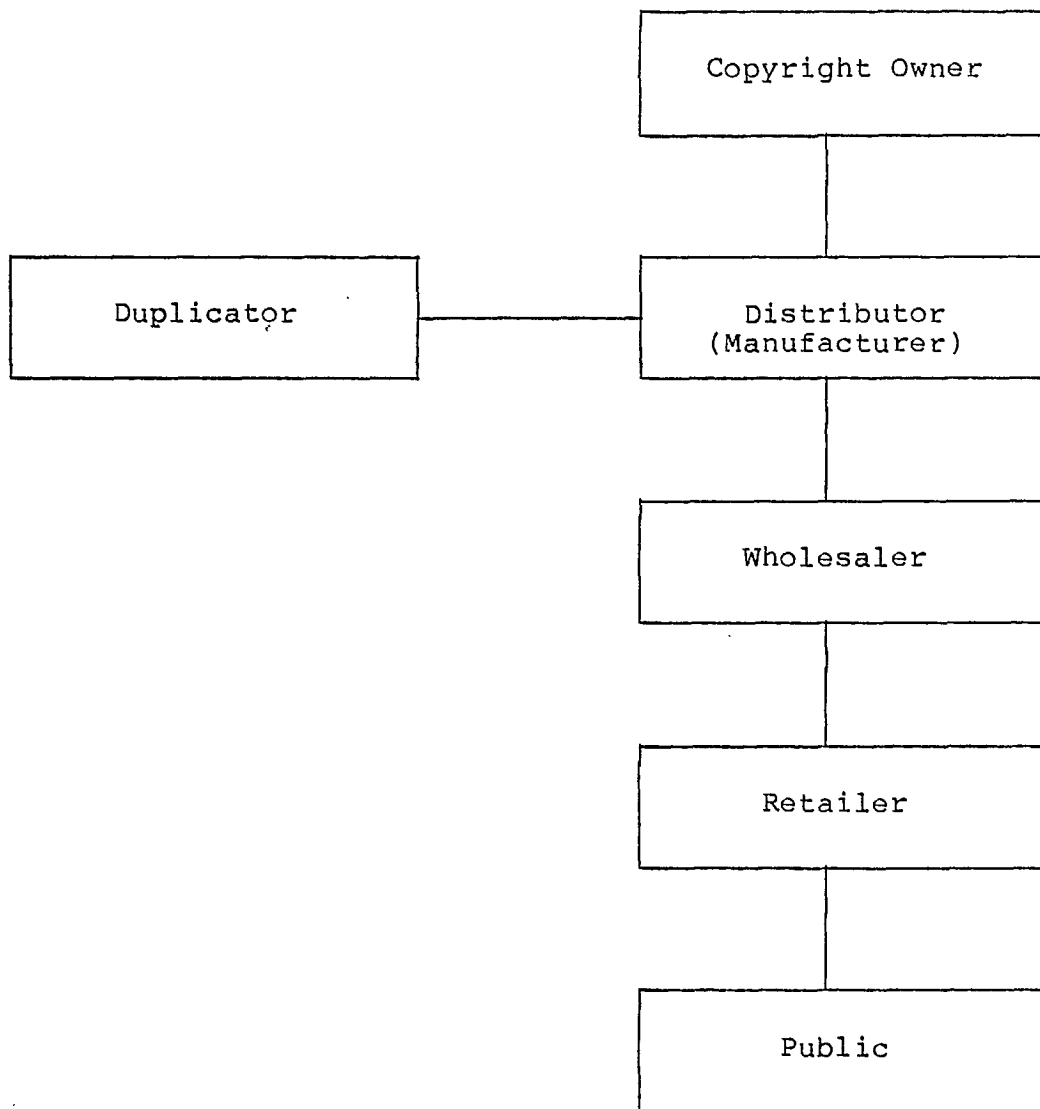 Copyright Owner
Duplicator
Distributor
(Manufacturer)
Wholesaler
Retailer
Public